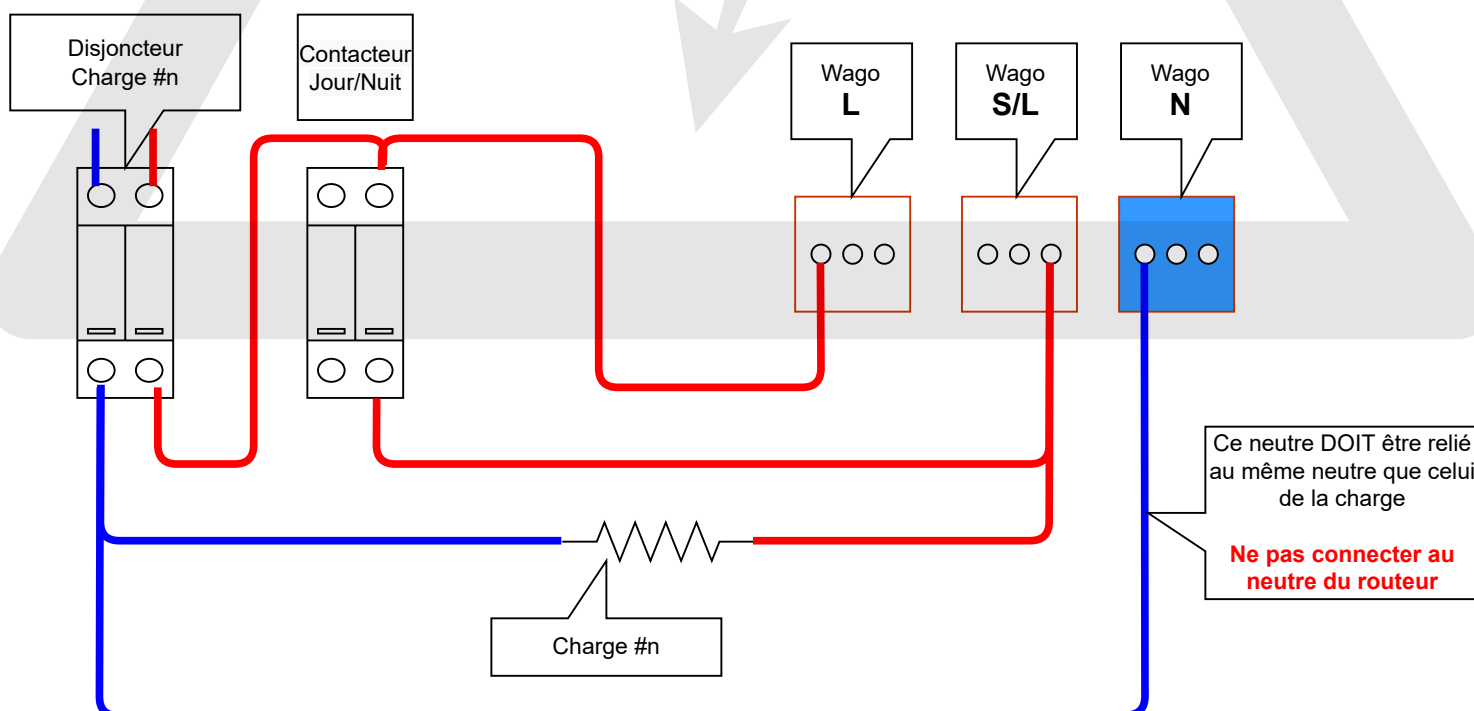 Disjoncteur
Charge #n
Contacteur
Jour/Nuit
Wago
L
Wago
S/L
Wago
N
Ce neutre DOIT être relié
au même neutre que celui
de la charge
Ne pas connecter au
neutre du routeur
Charge #n